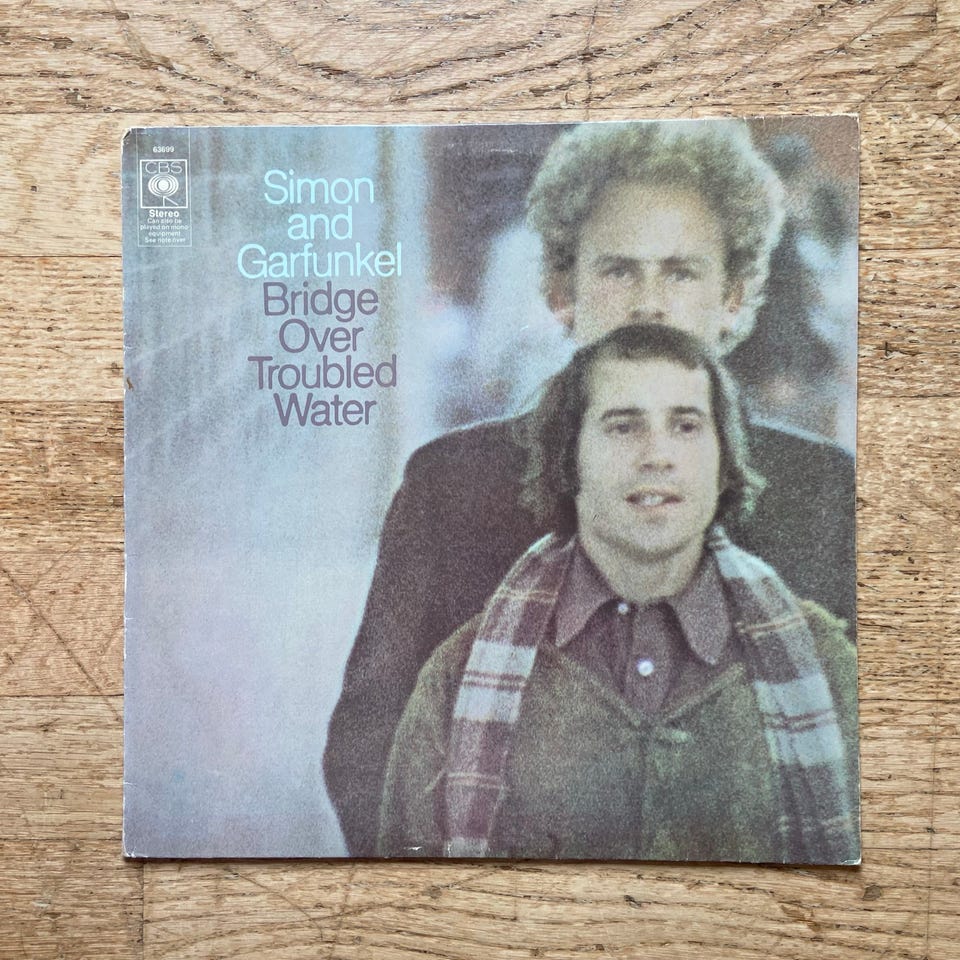 63699
CBS
Stereo
Can also be
played on mono
equipment
See note over
Simon
and
Garfunkel
Bridge
Over
Troubled
Water